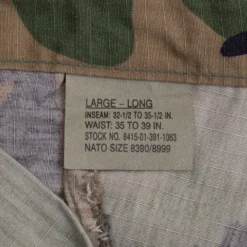 LARGE – LONG
INSEAM: 32-1/2 TO 35-1/2 IN.
WAIST: 35 TO 39 IN.
STOCK NO. 8415-01-391-1063
NATO SIZE 8390/8999